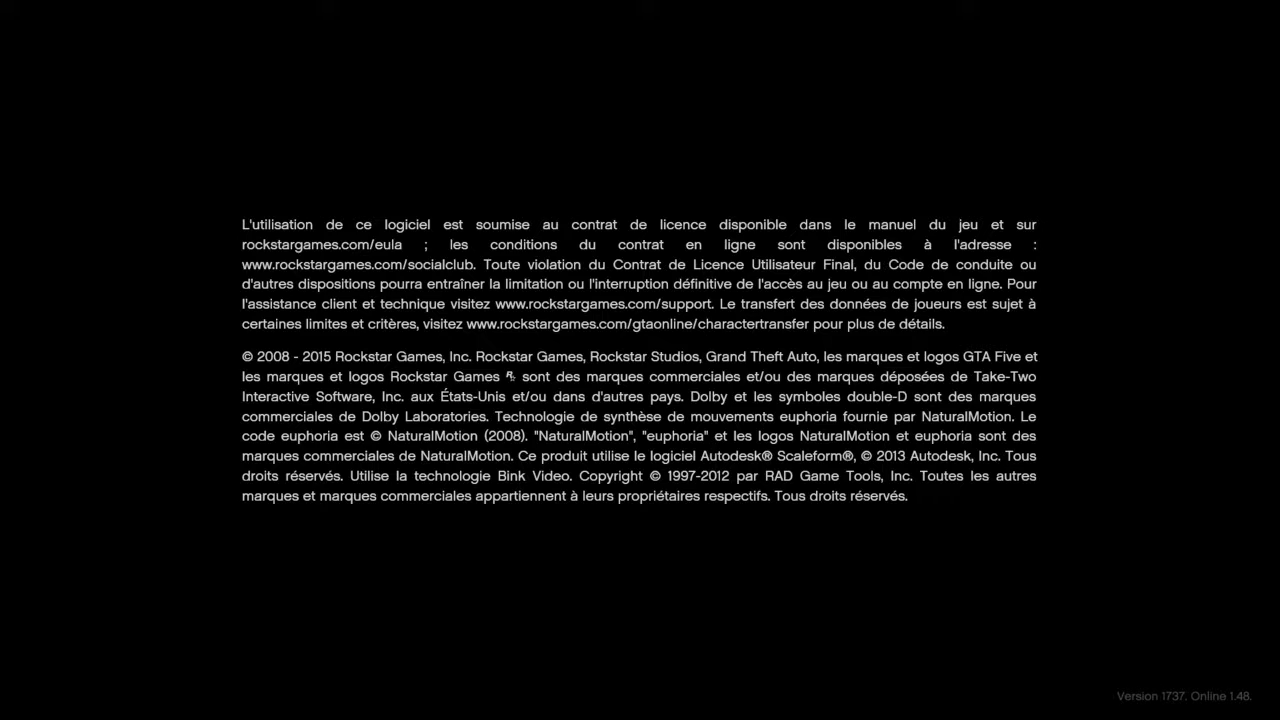 L'utilisation de ce logiciel est soumise au contrat de licence disponible dans le manuel du jeu et sur
rockstargames.com/eula ; les conditions du contrat en ligne sont disponibles à l'adresse :
www.rockstargames.com/socialclub. Toute violation du Contrat de Licence Utilisateur Final, du Code de conduite ou
d'autres dispositions pourra entraîner la limitation ou l'interruption définitive de l'accès au jeu ou au compte en ligne. Pour
l'assistance client et technique visitez www.rockstargames.com/support. Le transfert des données de joueurs est sujet à
certaines limites et critères, visitez www.rockstargames.com/gtaonline/charactertransfer pour plus de détails.
© 2008 - 2015 Rockstar Games, Inc. Rockstar Games, Rockstar Studios, Grand Theft Auto, les marques et logos GTA Five et
les marques et logos Rockstar Games R* sont des marques commerciales et/ou des marques déposées de Take-Two
Interactive Software, Inc. aux États-Unis et/ou dans d'autres pays. Dolby et les symboles double-D sont des marques
commerciales de Dolby Laboratories. Technologie de synthèse de mouvements euphoria fournie par NaturalMotion. Le
code euphoria est © NaturalMotion (2008). "NaturalMotion", "euphoria" et les logos NaturalMotion et euphoria sont des
marques commerciales de NaturalMotion. Ce produit utilise le logiciel Autodesk® Scaleform®, © 2013 Autodesk, Inc. Tous
droits réservés. Utilise la technologie Bink Video. Copyright © 1997-2012 par RAD Game Tools, Inc. Toutes les autres
marques et marques commerciales appartiennent à leurs propriétaires respectifs. Tous droits réservés.
Version 1737. Online 1.48.